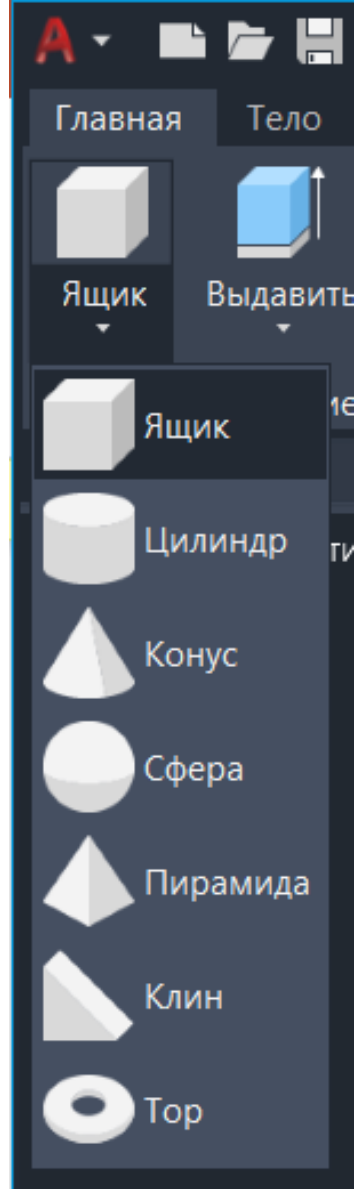 Главная Тело
Ящик Выдавить
Ящик
Цилиндр
Конус
Сфера
Пирамида
Клин
Тор